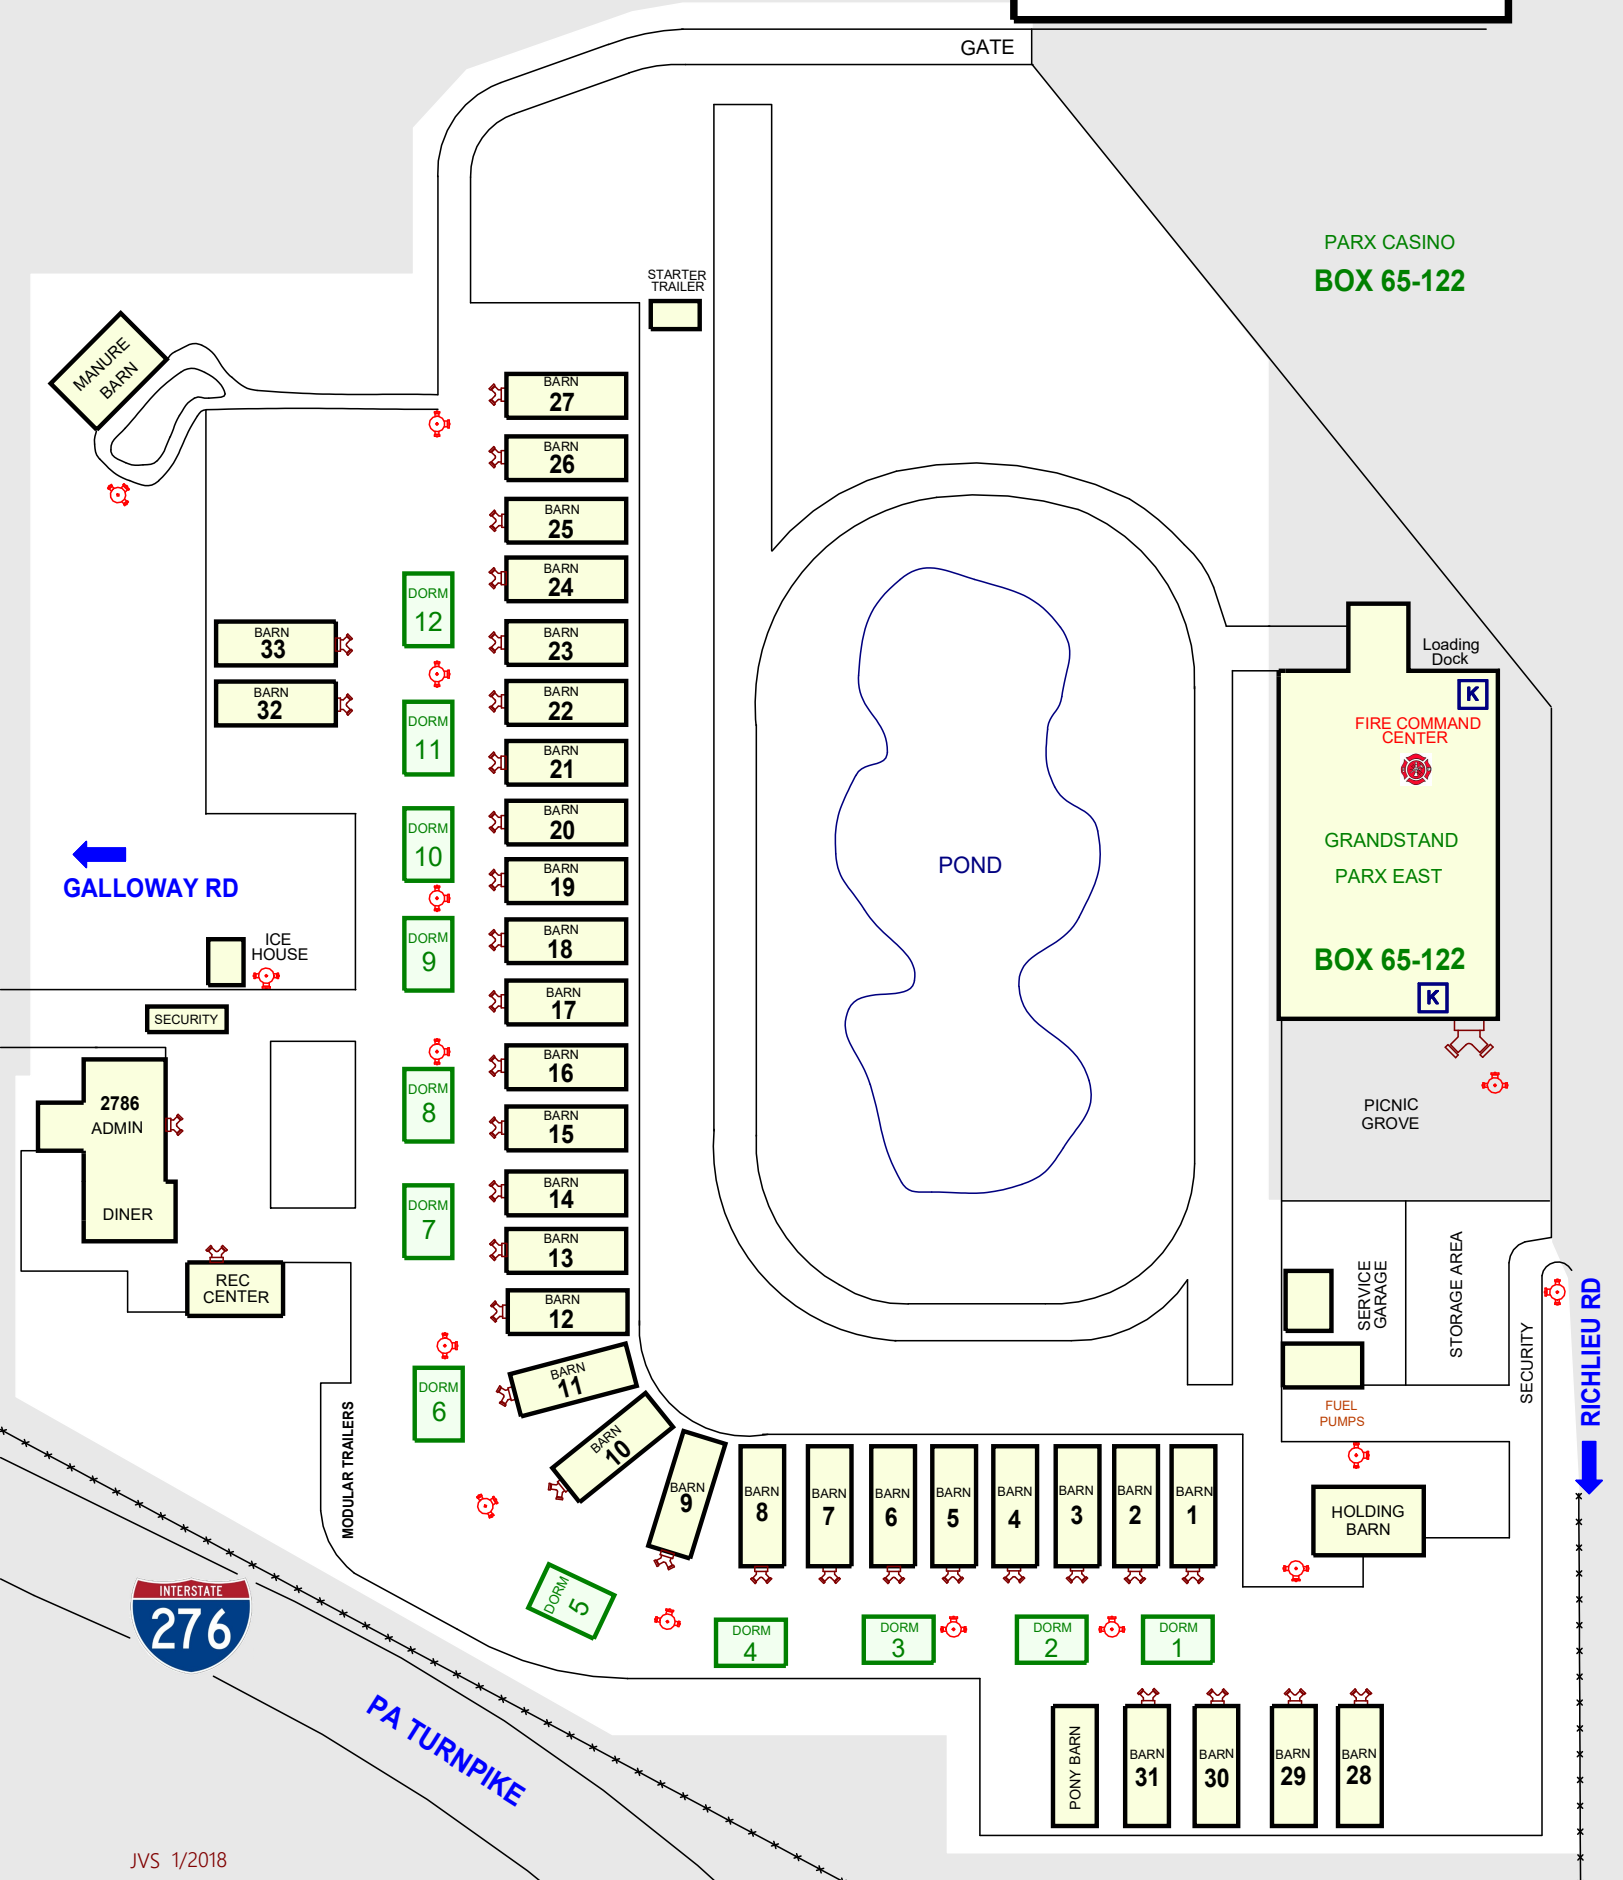 GATE
PARX CASINO
BOX 65-122
STARTER
TRAILER
MANURE
BARN
BARN
27
BARN
26
BARN
25
BARN
24
BARN
23
BARN
22
BARN
21
BARN
20
BARN
19
BARN
18
BARN
17
BARN
16
BARN
15
BARN
14
BARN
13
BARN
12
BARN
11
BARN
10
BARN
9
BARN
8
BARN
7
BARN
6
BARN
5
BARN
4
BARN
3
BARN
2
BARN
1
DORM
12
DORM
11
DORM
10
DORM
9
DORM
8
DORM
7
DORM
6
DORM
5
DORM
4
DORM
3
DORM
2
DORM
1
BARN
33
BARN
32
GALLOWAY RD
ICE
HOUSE
SECURITY
2786
ADMIN
DINER
REC
CENTER
MODULAR TRAILERS
POND
Loading
Dock
K
FIRE COMMAND
CENTER
GRANDSTAND
PARX EAST
BOX 65-122
K
PICNIC
GROVE
SERVICE
GARAGE
STORAGE AREA
SECURITY
RICHLIEU RD
FUEL
PUMPS
HOLDING
BARN
PONY BARN
BARN
31
BARN
30
BARN
29
BARN
28
INTERSTATE
276
PA TURNPIKE
JVS 1/2018